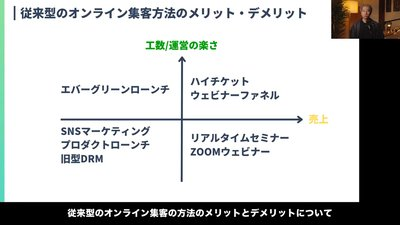 従来型のオンライン集客方法のメリット・デメリット
工数/運営の楽さ
エバーグリーンローンチ
ハイチケット
ウェビナーファネル
売上
SNSマーケティング
プロダクトローンチ
旧型DRM
リアルタイムセミナー
ZOOMウェビナー
従来型のオンライン集客の方法のメリットとデメリットについて